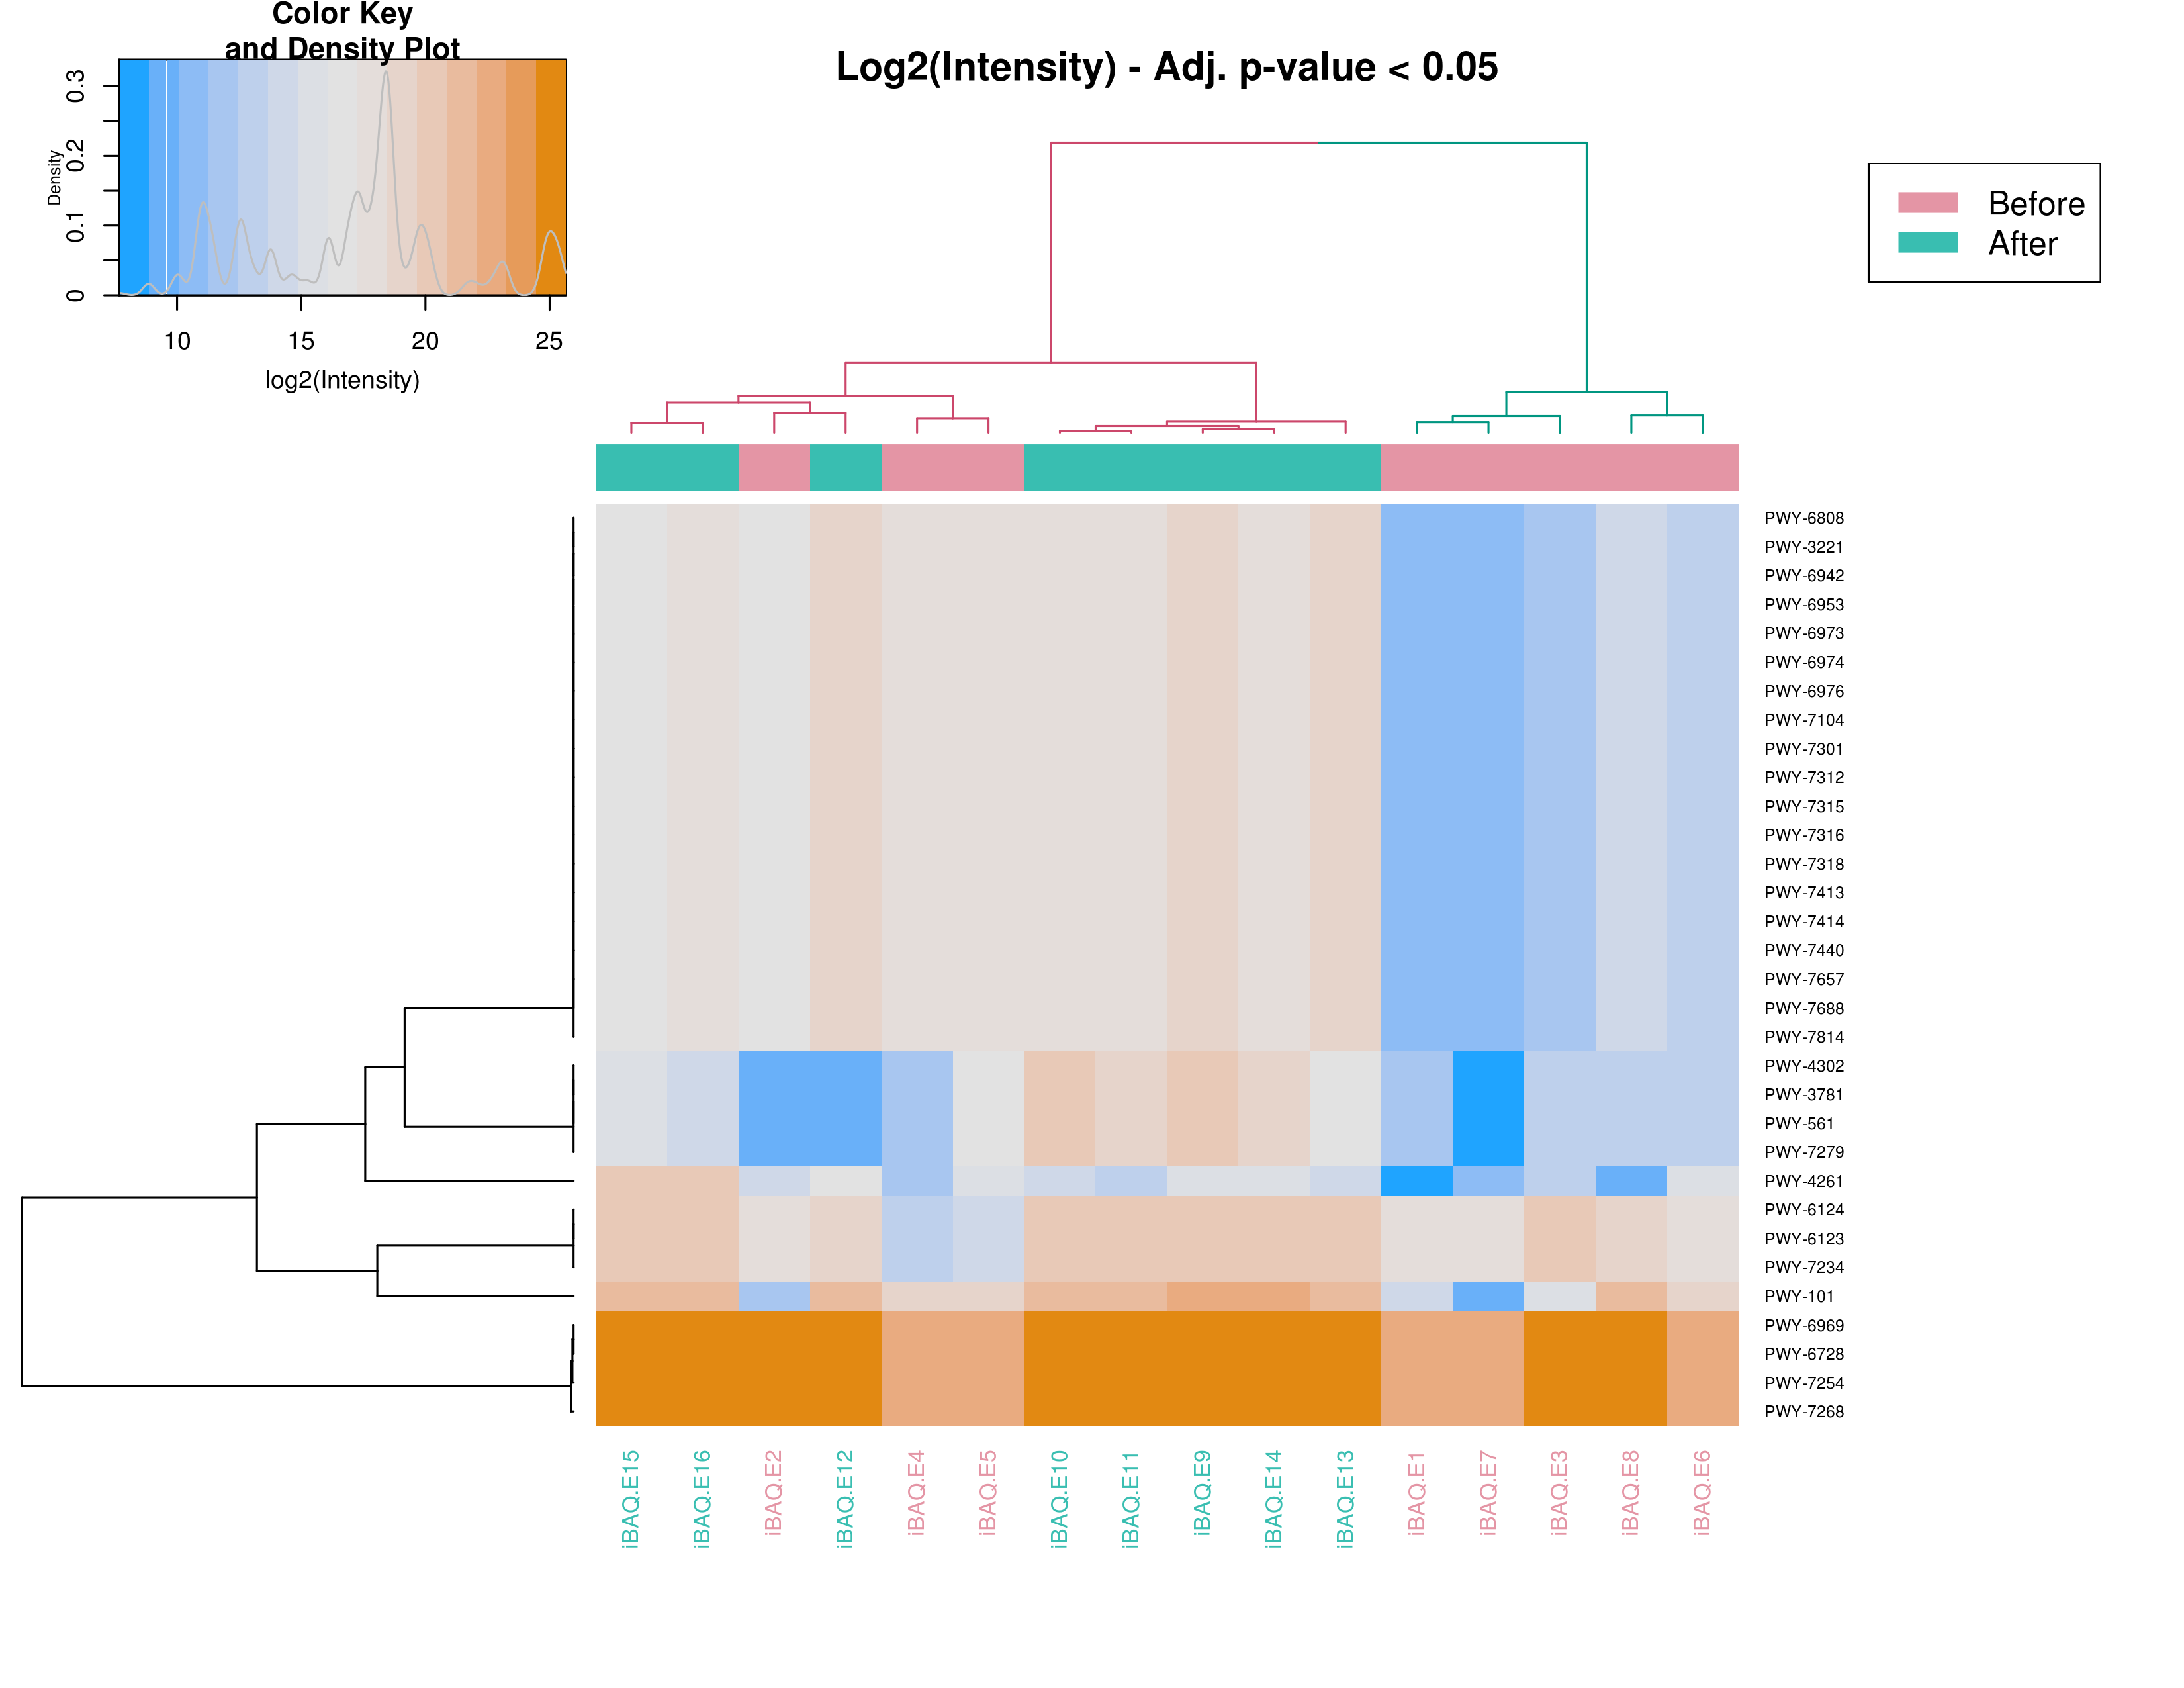 Color Key
and Density Plot
Log2(Intensity) - Adj. p-value < 0.05
Density
0
0.1
0.2
0.3
10 15 20 25
log2(Intensity)
Before
After
PWY-6808
PWY-3221
PWY-6942
PWY-6953
PWY-6973
PWY-6974
PWY-6976
PWY-7104
PWY-7301
PWY-7312
PWY-7315
PWY-7316
PWY-7318
PWY-7413
PWY-7414
PWY-7440
PWY-7657
PWY-7688
PWY-7814
PWY-4302
PWY-3781
PWY-561
PWY-7279
PWY-4261
PWY-6124
PWY-6123
PWY-7234
PWY-101
PWY-6969
PWY-6728
PWY-7254
PWY-7268
iBAQ.E15
iBAQ.E16
iBAQ.E2
iBAQ.E12
iBAQ.E4
iBAQ.E5
iBAQ.E10
iBAQ.E11
iBAQ.E9
iBAQ.E14
iBAQ.E13
iBAQ.E1
iBAQ.E7
iBAQ.E3
iBAQ.E8
iBAQ.E6